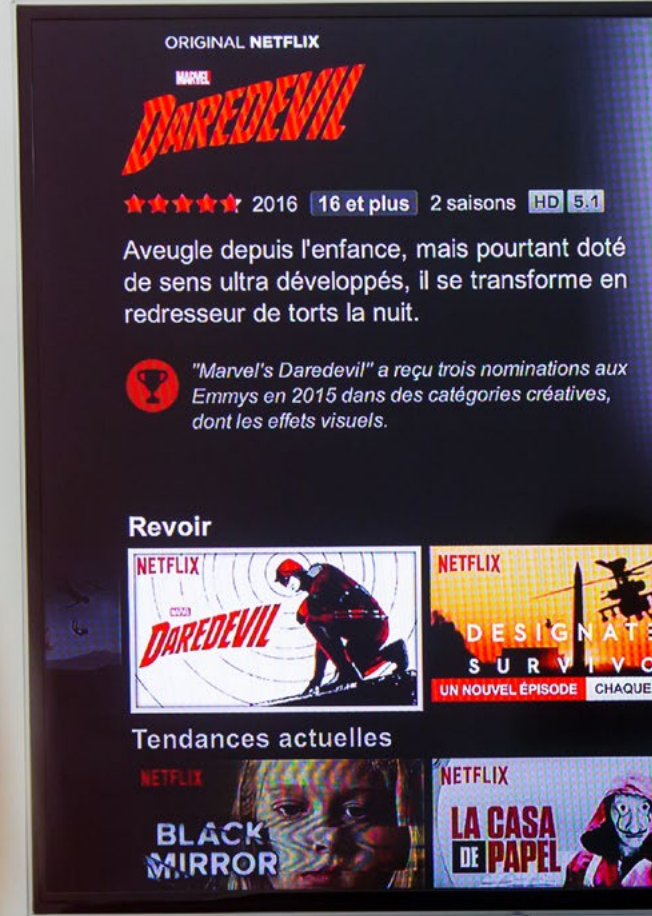 ORIGINAL NETFLIX
MARVEL
DAREDEVIL
2016 16 et plus 2 saisons HD 5.1
Aveugle depuis l'enfance, mais pourtant doté
de sens ultra développés, il se transforme en
redresseur de torts la nuit.
"Marvel's Daredevil" a reçu trois nominations aux
Emmys en 2015 dans des catégories créatives,
dont les effets visuels.
Revoir
NETFLIX
MARVEL
DAREDEVIL
NETFLIX
DESIGNATE
SURVIVO
UN NOUVEL ÉPISODE CHAQUE
Tendances actuelles
NETFLIX
BLACK
MIRROR
NETFLIX
LA CASA
DE PAPEL